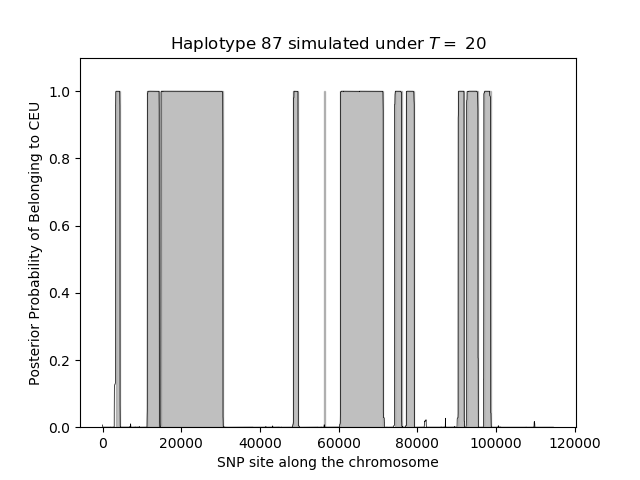 Haplotype 87 simulated under T = 20
Posterior Probability of Belonging to CEU
1.0
0.8
0.6
0.4
0.2
0.0
0 20000 40000 60000 80000 100000 120000
SNP site along the chromosome